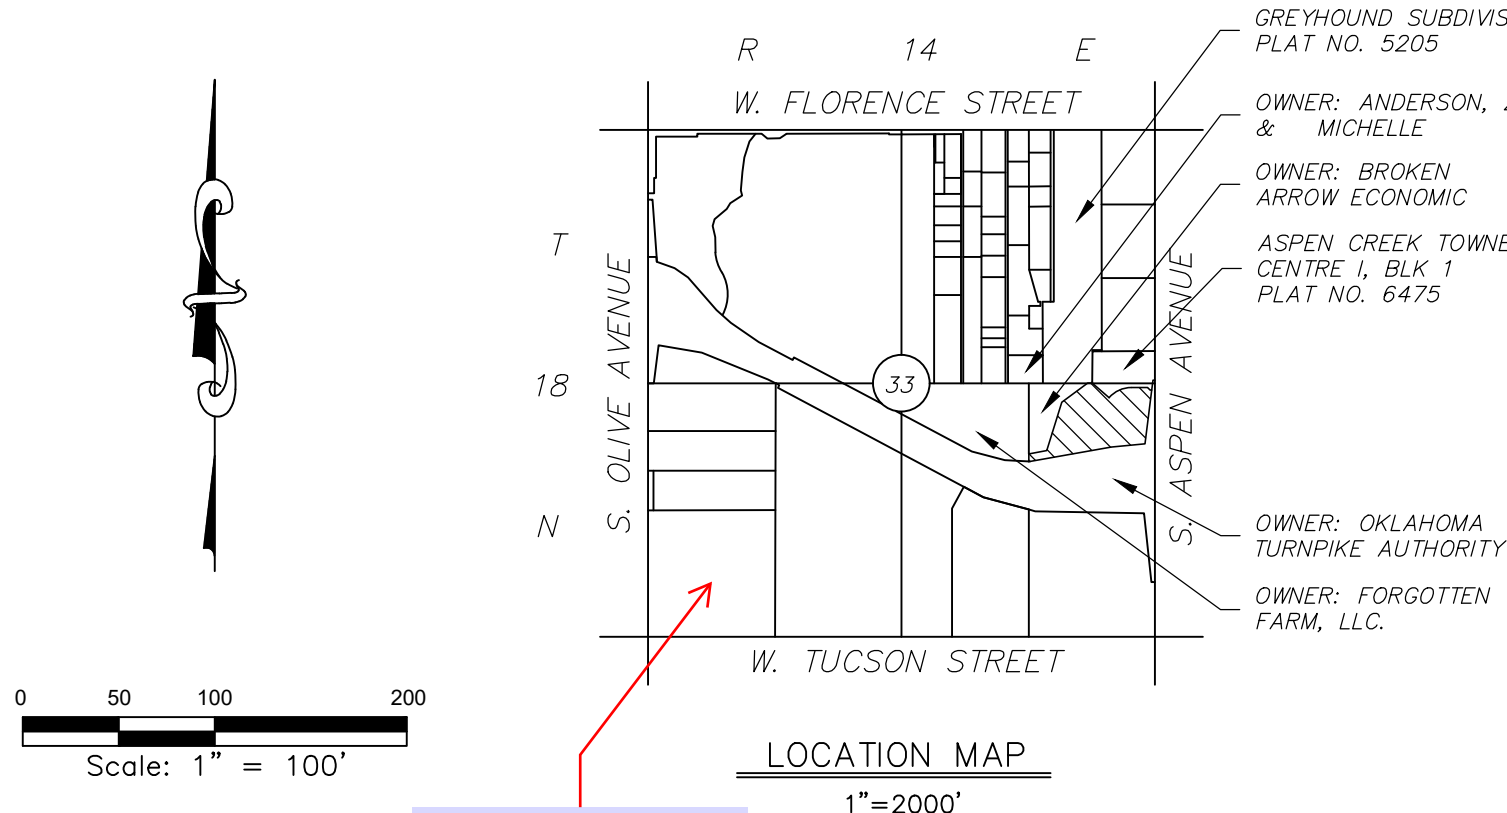 R 14 E
W. FLORENCE STREET
GREYHOUND SUBDIVIS
PLAT NO. 5205
OWNER: ANDERSON,
& MICHELLE
OWNER: BROKEN
ARROW ECONOMIC
ASPEN CREEK TOWNE
CENTRE I, BLK 1
PLAT NO. 6475
T
18
N
S. OLIVE AVENUE
33
S. ASPEN AVENUE
OWNER: OKLAHOMA
TURNPIKE AUTHORITY
OWNER: FORGOTTEN
FARM, LLC.
W. TUCSON STREET
0 50 100 200
Scale: 1" = 100'
LOCATION MAP
1"=2000'